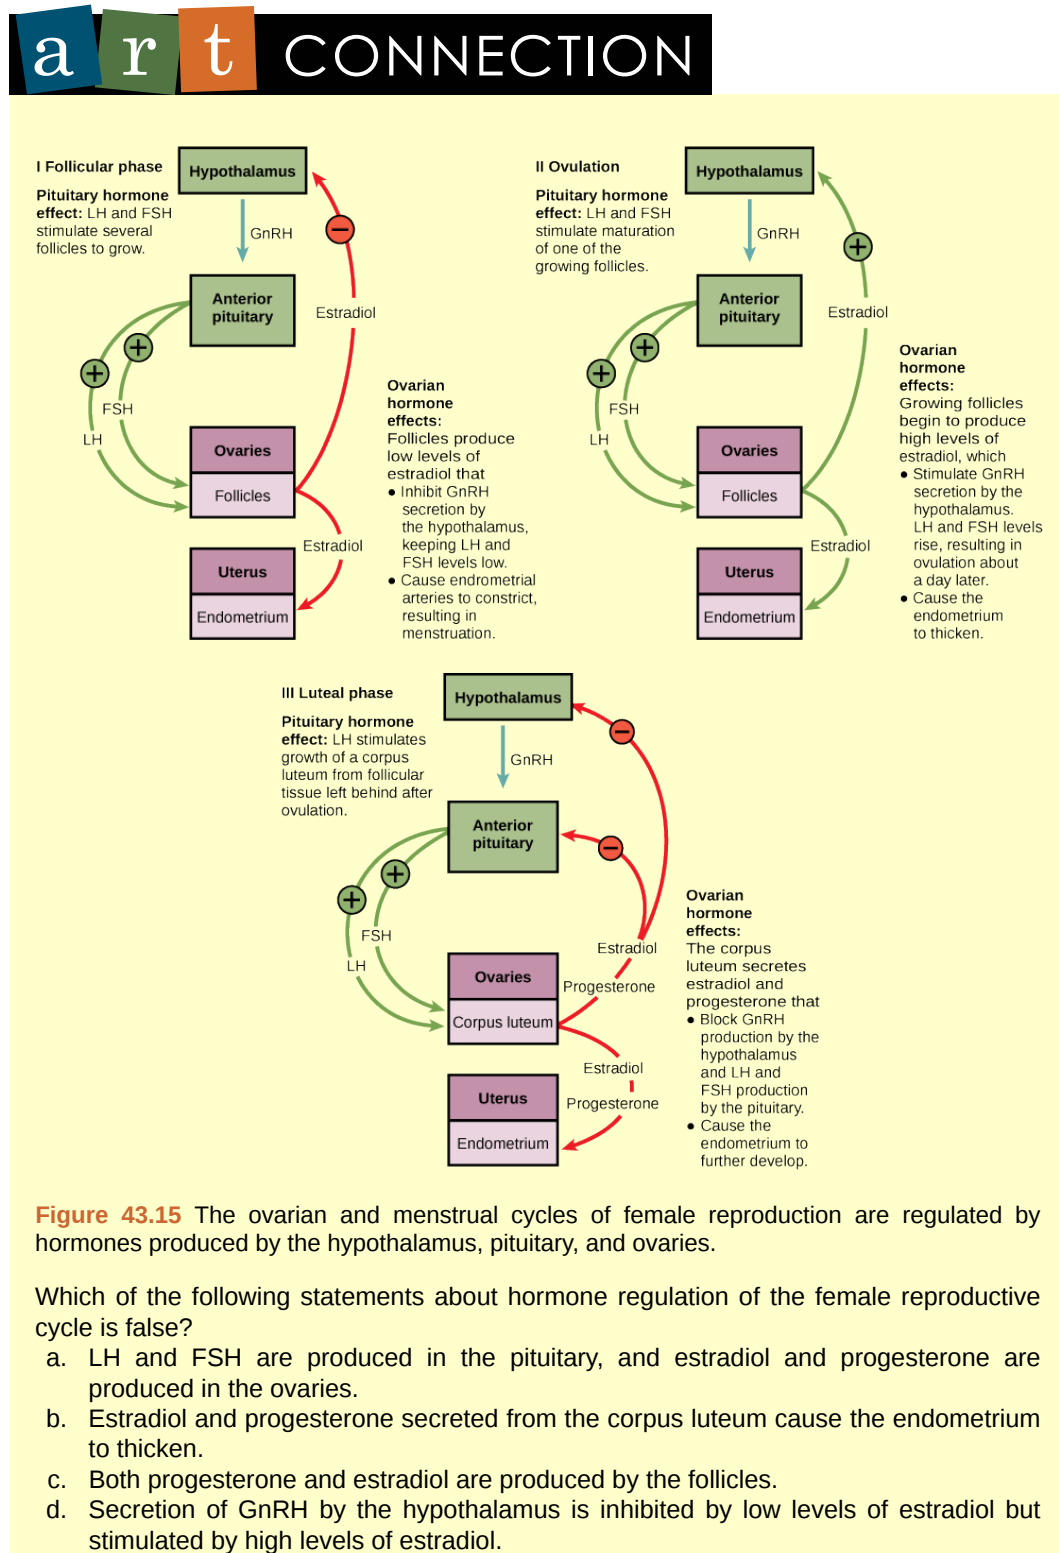 art CONNECTION
I Follicular phase
Pituitary hormone
effect: LH and FSH
stimulate several
follicles to grow.
Hypothalamus
GnRH
Anterior
pituitary
Estradiol
FSH
LH
Ovaries
Follicles
Estradiol
Uterus
Endometrium
Ovarian
hormone
effects:
Follicles produce
low levels of
estradiol that
● Inhibit GnRH
secretion by
the hypothalamus,
keeping LH and
FSH levels low.
● Cause endrometrial
arteries to constrict,
resulting in
menstruation.
II Ovulation
Pituitary hormone
effect: LH and FSH
stimulate maturation
of one of the
growing follicles.
Hypothalamus
GnRH
Anterior
pituitary
Estradiol
FSH
LH
Ovaries
Follicles
Estradiol
Uterus
Endometrium
Ovarian
hormone
effects:
Growing follicles
begin to produce
high levels of
estradiol, which
● Stimulate GnRH
secretion by the
hypothalamus.
LH and FSH levels
rise, resulting in
ovulation about
a day later.
● Cause the
endometrium
to thicken.
III Luteal phase
Pituitary hormone
effect: LH stimulates
growth of a corpus
luteum from follicular
tissue left behind after
ovulation.
Hypothalamus
GnRH
Anterior
pituitary
FSH
LH
Estradiol
Progesterone
Ovaries
Corpus luteum
Estradiol
Progesterone
Uterus
Endometrium
Ovarian
hormone
effects:
The corpus
luteum secretes
estradiol and
progesterone that
● Block GnRH
production by the
hypothalamus
and LH and
FSH production
by the pituitary.
● Cause the
endometrium to
further develop.
Figure 43.15 The ovarian and menstrual cycles of female reproduction are regulated by
hormones produced by the hypothalamus, pituitary, and ovaries.
Which of the following statements about hormone regulation of the female reproductive
cycle is false?
a. LH and FSH are produced in the pituitary, and estradiol and progesterone are
produced in the ovaries.
b. Estradiol and progesterone secreted from the corpus luteum cause the endometrium
to thicken.
c. Both progesterone and estradiol are produced by the follicles.
d. Secretion of GnRH by the hypothalamus is inhibited by low levels of estradiol but
stimulated by high levels of estradiol.